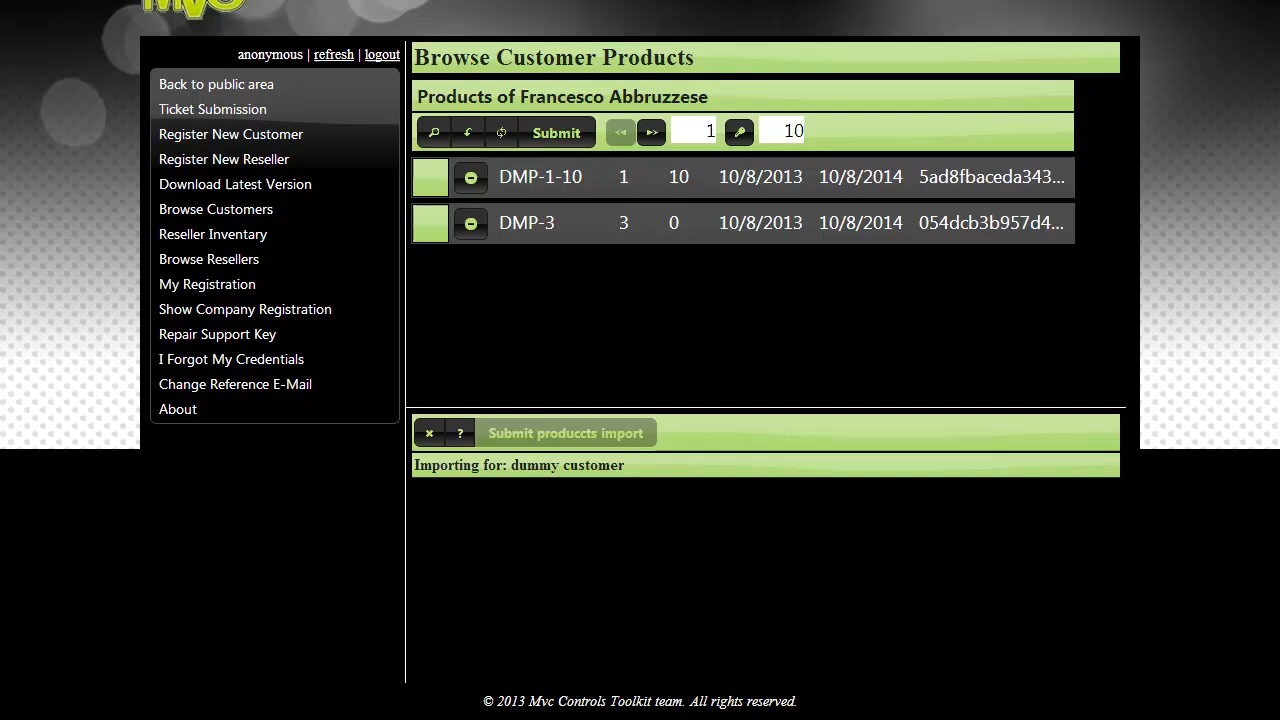 MVC
anonymous | refresh | logout
Back to public area
Ticket Submission
Register New Customer
Register New Reseller
Download Latest Version
Browse Customers
Reseller Inventory
Browse Resellers
My Registration
Show Company Registration
Repair Support Key
I Forgot My Credentials
Change Reference E-Mail
About
Browse Customer Products
Products of Francesco Abbruzzese
Submit 1 10
DMP-1-10 1 10 10/8/2013 10/8/2014 5ad8fbaceda343...
DMP-3 3 0 10/8/2013 10/8/2014 054dcb3b957d4...
? Submit produccts import
Importing for: dummy customer
© 2013 Mvc Controls Toolkit team. All rights reserved.